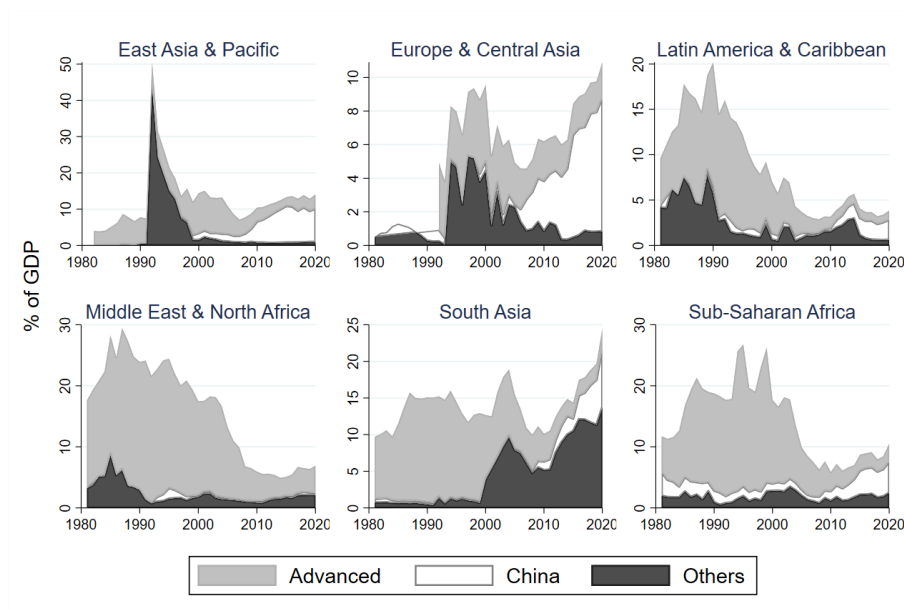 East Asia & Pacific
Europe & Central Asia
Latin America & Caribbean
50
40
30
20
10
0
1980 1990 2000 2010 2020
10
8
6
4
2
0
1980 1990 2000 2010 2020
20
15
10
5
0
1980 1990 2000 2010 2020
% of GDP
Middle East & North Africa
South Asia
Sub-Saharan Africa
30
20
10
0
1980 1990 2000 2010 2020
25
20
15
10
5
0
1980 1990 2000 2010 2020
30
20
10
0
1980 1990 2000 2010 2020
Advanced China Others